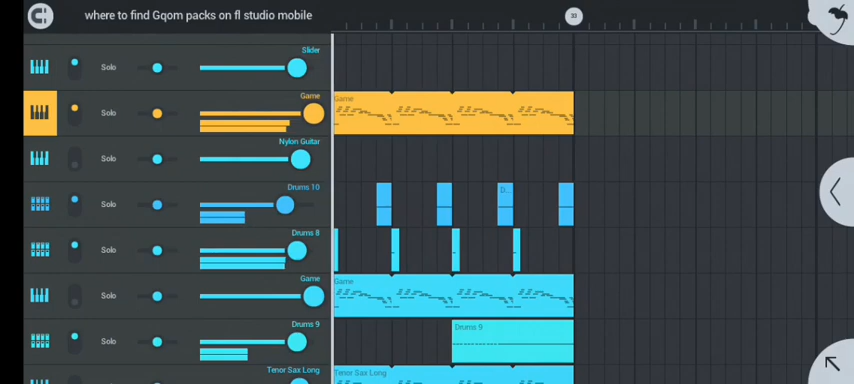 where to find Gqom packs on fl studio mobile
33
Slider
Solo
Game
Solo
Game
Nylon Guitar
Solo
Drums 10
Solo
D...
Drums 8
Solo
Game
Solo
Game
Drums 9
Solo
Drums 9
Tenor Sax Long
Tenor Sax Long